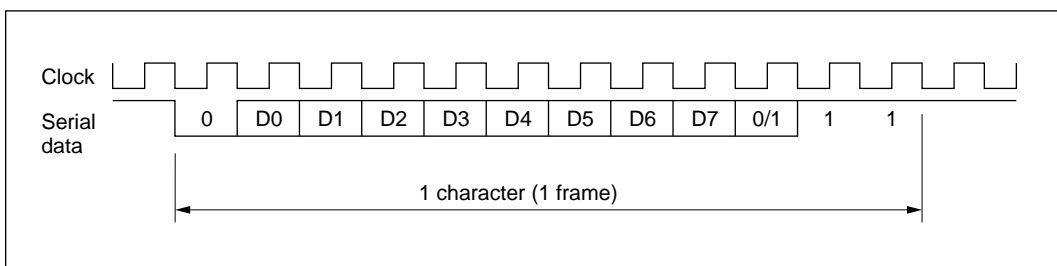 Clock
Serial data
0 D0 D1 D2 D3 D4 D5 D6 D7 0/1 1 1
1 character (1 frame)